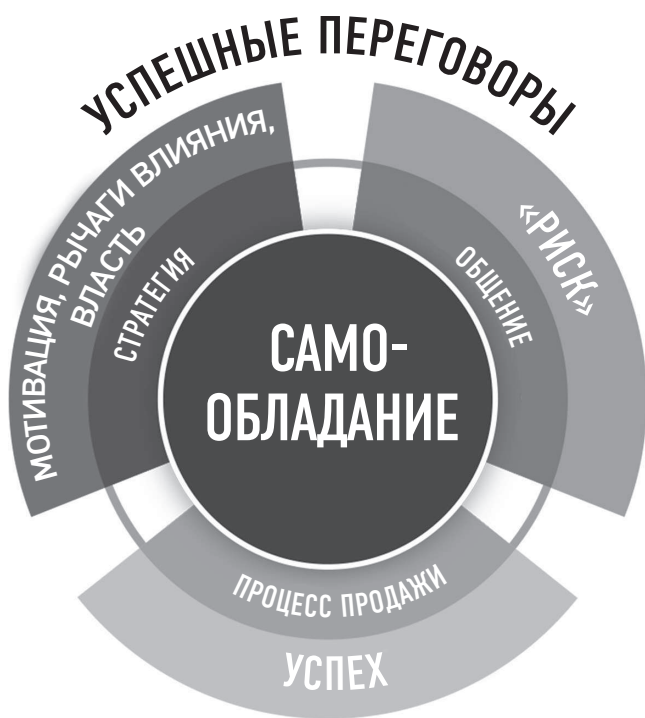 УСПЕШНЫЕ ПЕРЕГОВОРЫ
МОТИВАЦИЯ, РЫЧАГИ ВЛИЯНИЯ,
ВЛАСТЬ
СТРАТЕГИЯ
«РИСК»
ОБЩЕНИЕ
САМО-
ОБЛАДАНИЕ
ПРОЦЕСС ПРОДАЖИ
УСПЕХ